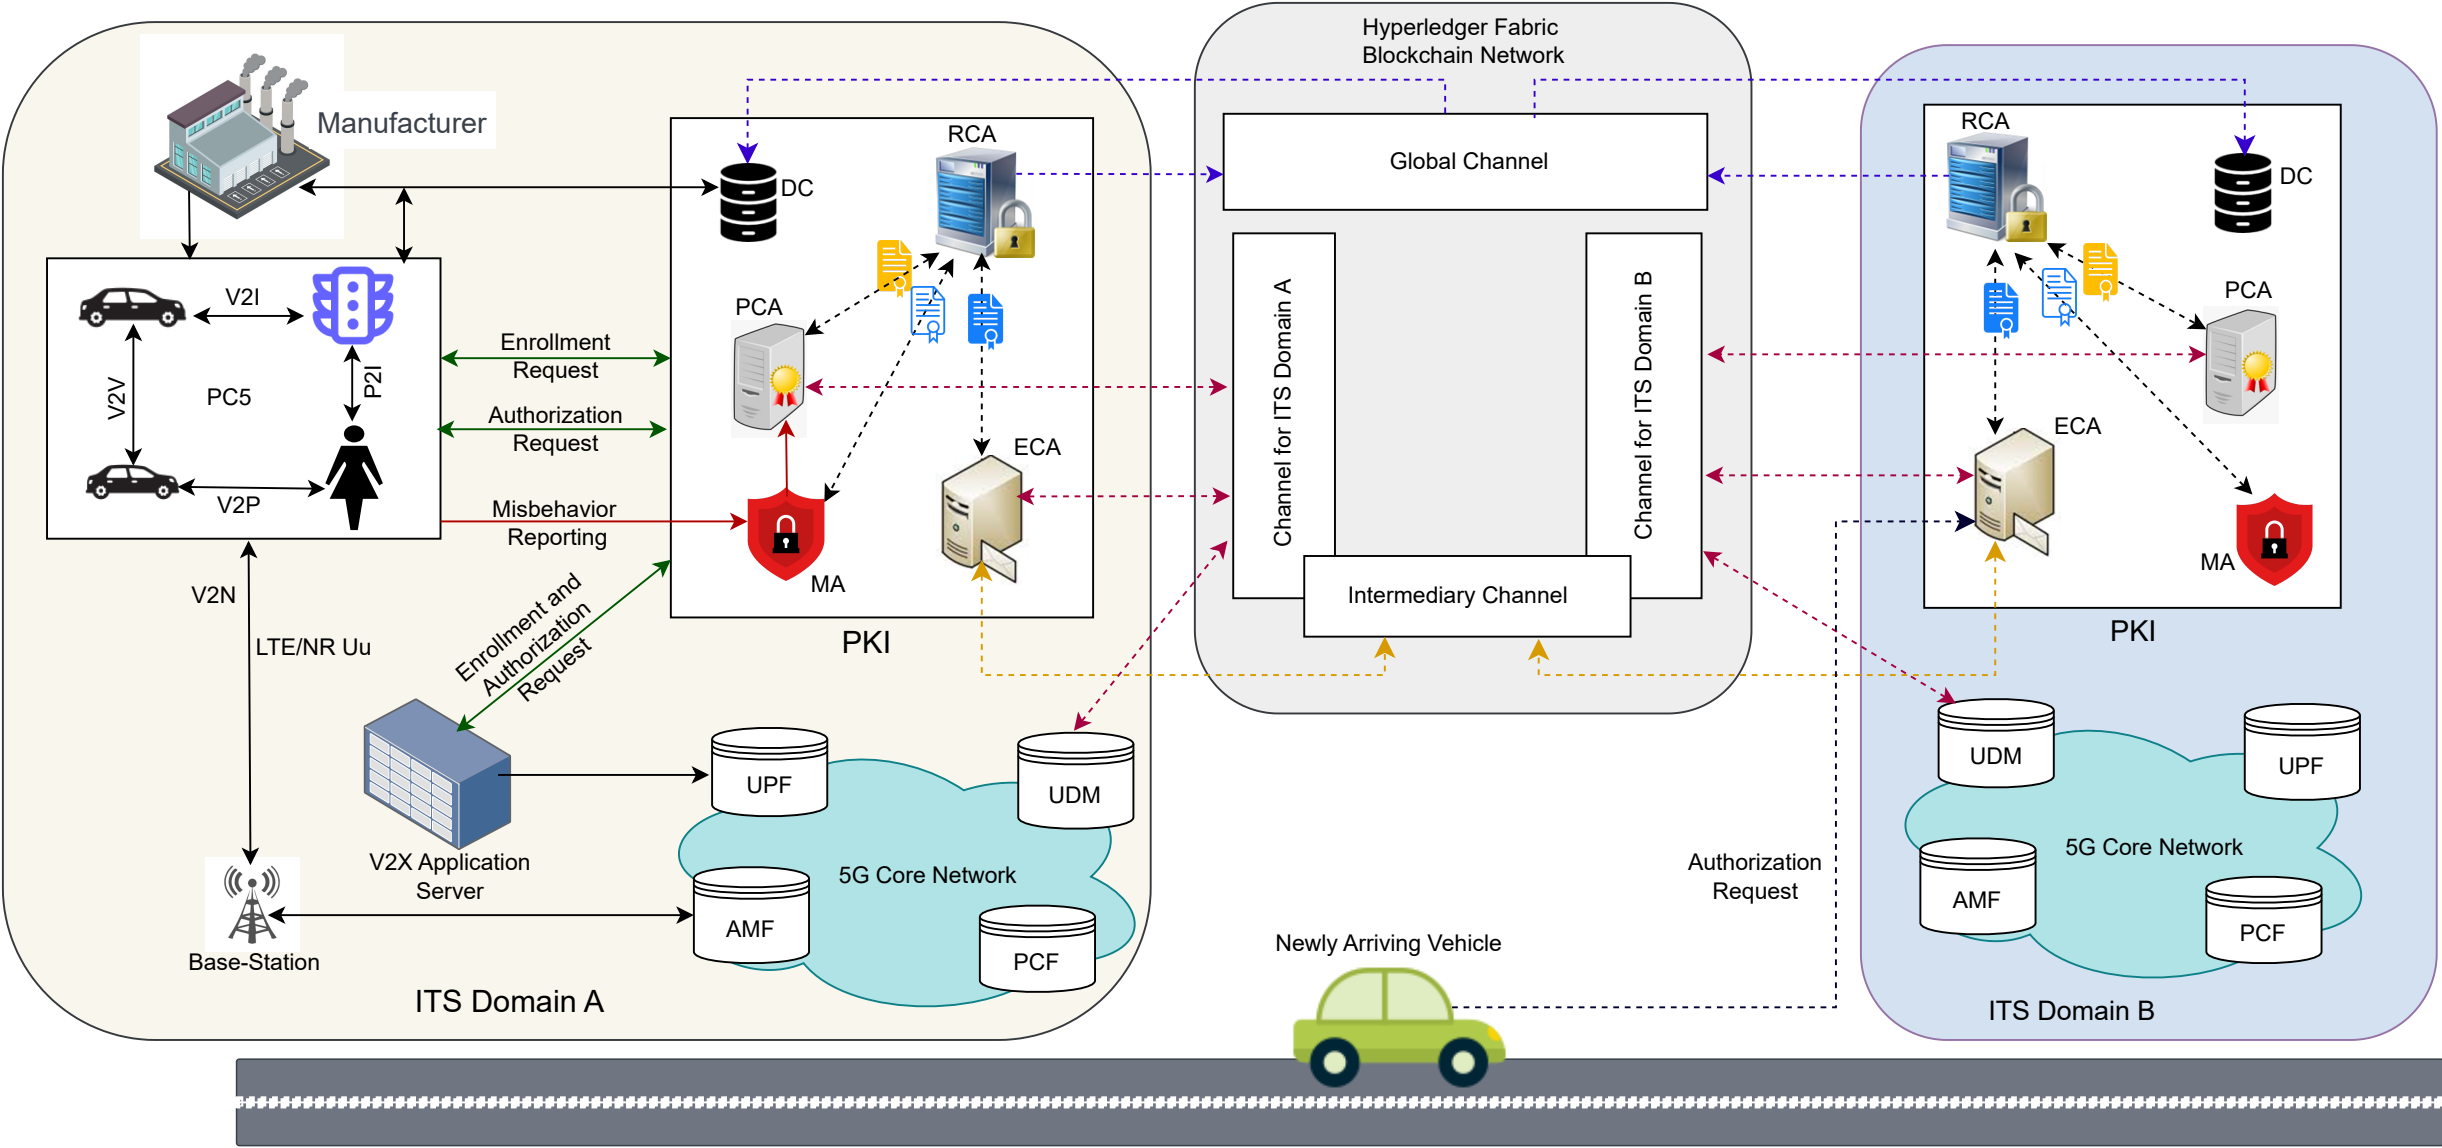 Hyperledger Fabric
Blockchain Network
Manufacturer
RCA
DC
Global Channel
RCA
DC
V2I
PCA
V2V
PC5
P2I
V2P
Enrollment
Request
Authorization
Request
Misbehavior
Reporting
ECA
MA
PKI
Channel for ITS Domain A
Channel for ITS Domain B
Intermediary Channel
PCA
ECA
MA
PKI
V2N
LTE/NR Uu
Enrollment and
Authorization
Request
V2X Application
Server
Base-Station
UPF
UDM
5G Core Network
AMF
PCF
ITS Domain A
Newly Arriving Vehicle
Authorization
Request
UDM
UPF
5G Core Network
AMF
PCF
ITS Domain B